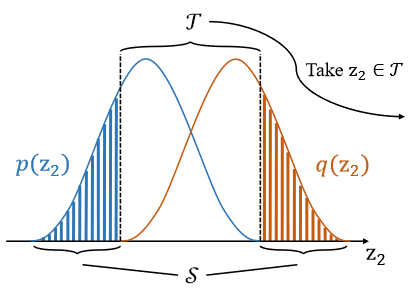 𝒯
Take z₂ ∈ 𝒯
p(z₂)
q(z₂)
z₂
𝒮